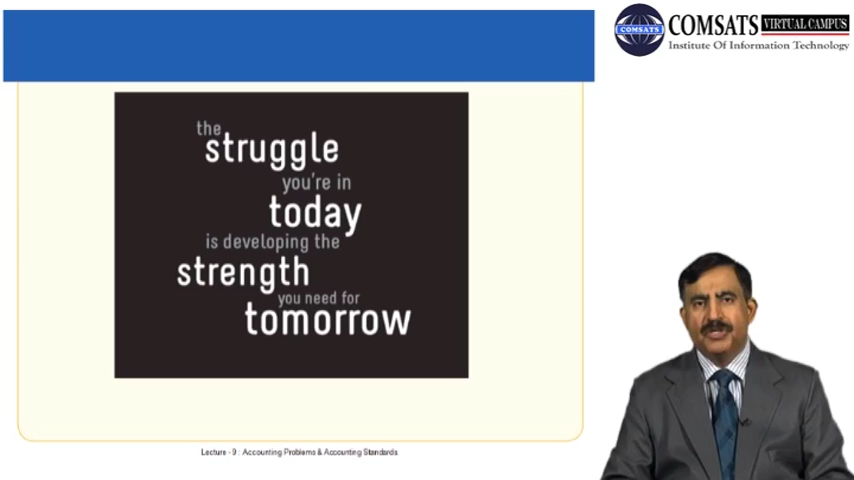 COMSATS
COMSATS VIRTUAL CAMPUS
Institute Of Information Technology
the
struggle
you're in
today
is developing the
strength
you need for
tomorrow
Lecture - 9 : Accounting Problems & Accounting Standards